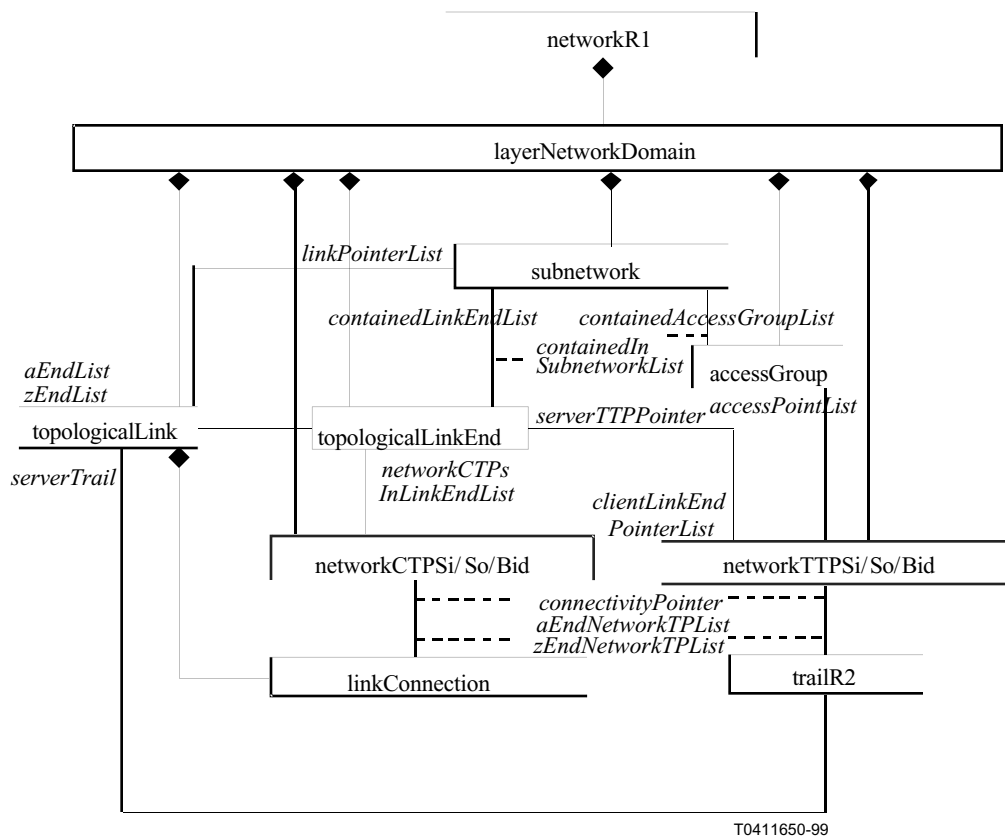 networkR1
layerNetworkDomain
linkPointerList
subnetwork
containedLinkEndList
containedAccessGroupList
containedIn
SubnetworkList
aEndList
zEndList
accessGroup
accessPointList
serverTTPPointer
topologicalLink
topologicalLinkEnd
serverTrail
networkCTPs
InLinkEndList
clientLinkEnd
PointerList
networkCTPSi/So/Bid
networkTTPSi/So/Bid
connectivityPointer
aEndNetworkTPList
zEndNetworkTPList
linkConnection
trailR2
T0411650-99